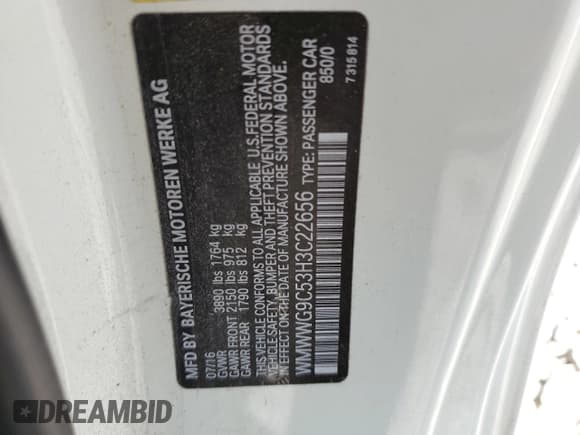 MFD BY. BAYERISCHE MOTOREN WERKE AG
07/16
GVWR 3890 lbs 1764 kg
GAWR FRONT 2150 lbs 975 kg
GAWR REAR 1790 lbs 812 kg
THIS VEHICLE CONFORMS TO ALL APPLICABLE U.S.FEDERAL MOTOR
VEHICLE-SAFETY, BUMPER AND THEFT PREVENTION STANDARDS
IN EFFECT ON THE DATE OF MANUFACTURE SHOWN ABOVE.
WMWWG9C53H3C22656 TYPE: PASSENGER CAR
850/0
7 315 814
DREAMBID